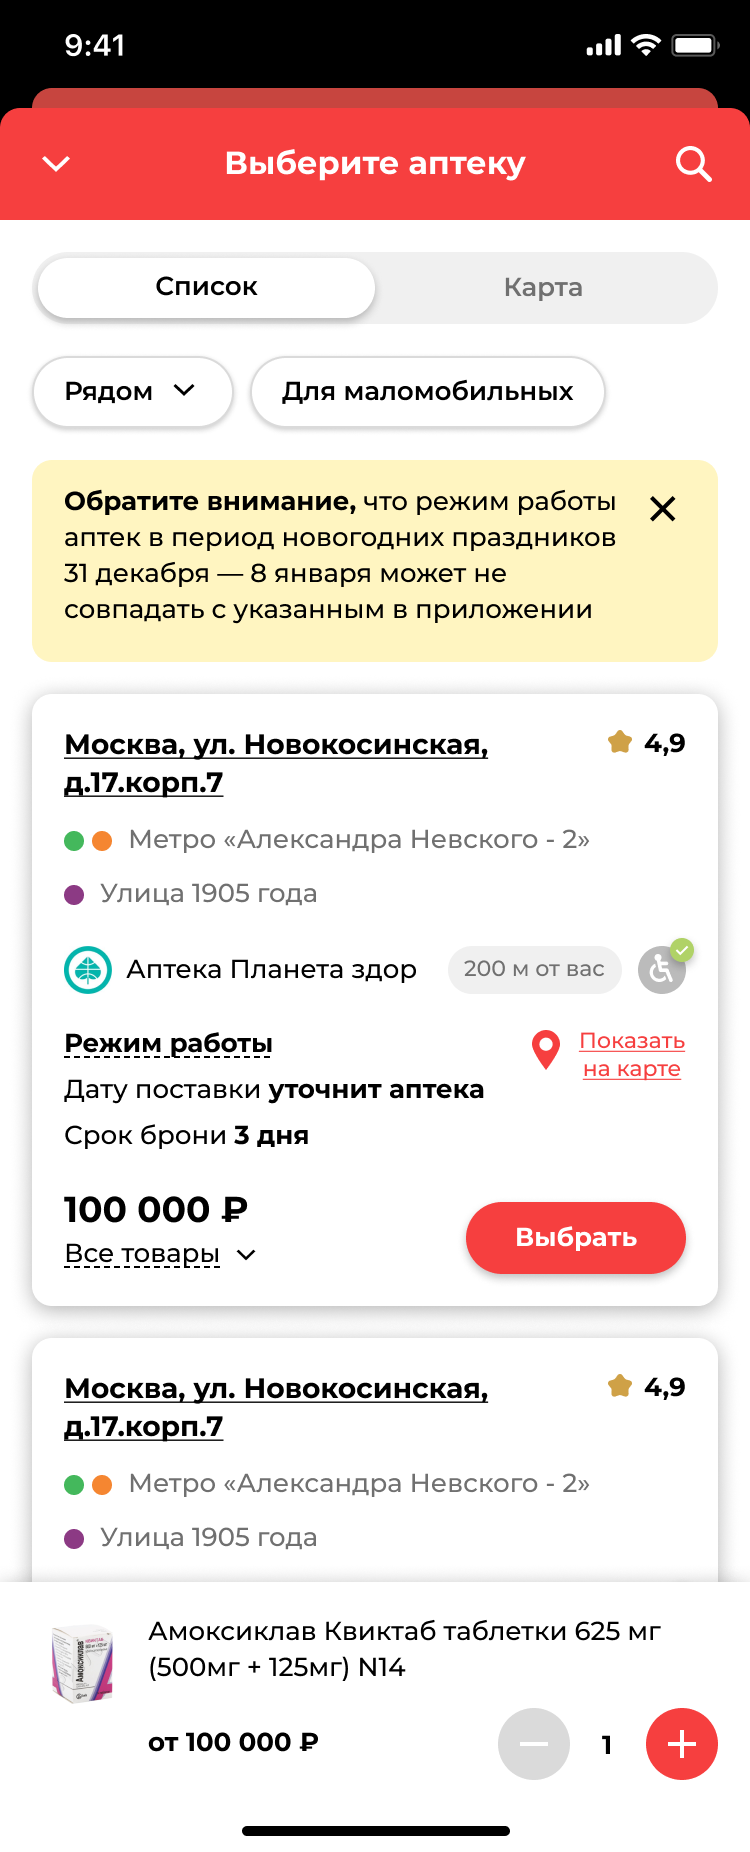 9:41
Выберите аптеку
Список
Карта
Рядом
Для маломобильных
Обратите внимание, что режим работы
аптек в период новогодних праздников
31 декабря — 8 января может не
совпадать с указанным в приложении
Москва, ул. Новокосинская,
д.17.корп.7
4,9
Метро «Александра Невского - 2»
Улица 1905 года
Аптека Планета здор
200 м от вас
Режим работы
Показать
на карте
Дату поставки уточнит аптека
Срок брони 3 дня
100 000 ₽
Все товары
Выбрать
Москва, ул. Новокосинская,
д.17.корп.7
4,9
Метро «Александра Невского - 2»
Улица 1905 года
Амоксиклав
Амоксиклав Квиктаб таблетки 625 мг
(500мг + 125мг) N14
от 100 000 ₽
1